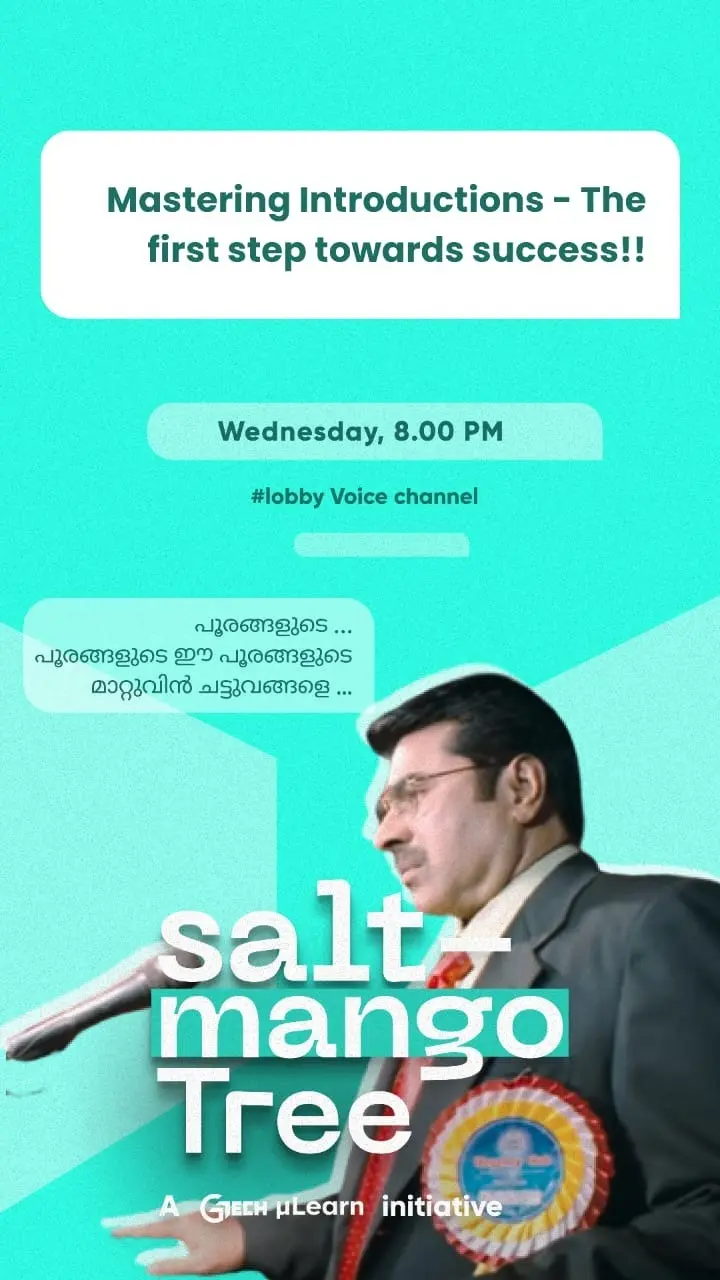 Mastering Introductions - The
first step towards success!!
Wednesday, 8.00 PM
#lobby Voice channel
പൂരങ്ങളുടെ ...
പൂരങ്ങളുടെ ഈ പൂരങ്ങളുടെ
മാറ്റുവിൻ ചട്ടുവങ്ങളെ ...
salt-
mango
Tree
A GTECH μLearn initiative